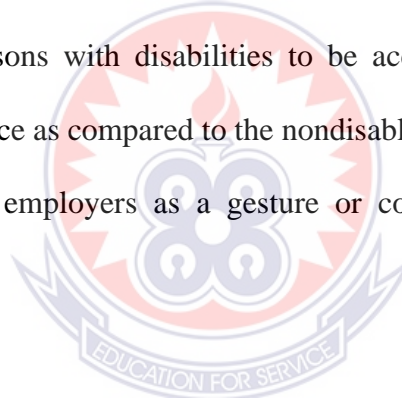 sons with disabilities to be acc
ce as compared to the nondisabl
employers as a gesture or co
EDUCATION FOR SERVICE